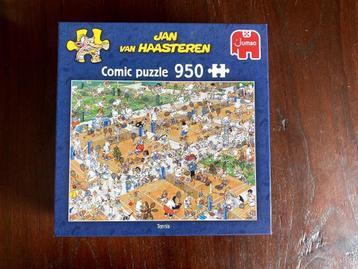 JAN
VAN HAASTEREN
Jumbo
Comic puzzle 950
Tennis